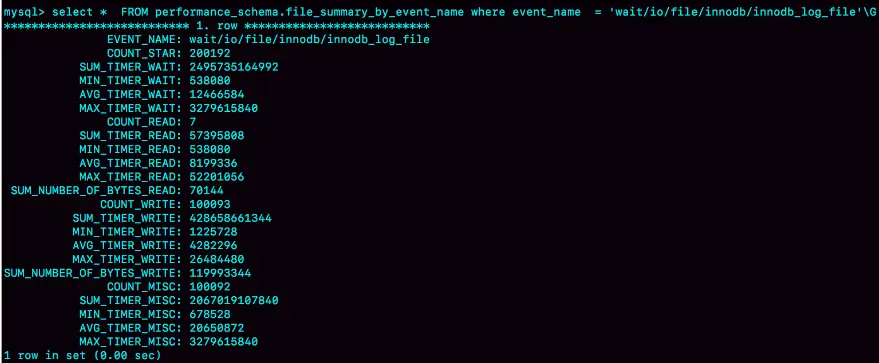 mysql> select *  FROM performance_schema.file_summary_by_event_name where event_name  = 'wait/io/file/innodb/innodb_log_file'\G
*************************** 1. row ***************************
EVENT_NAME: wait/io/file/innodb/innodb_log_file
COUNT_STAR: 200192
SUM_TIMER_WAIT: 2495735164992
MIN_TIMER_WAIT: 538080
AVG_TIMER_WAIT: 12466584
MAX_TIMER_WAIT: 3279615840
COUNT_READ: 7
SUM_TIMER_READ: 57395808
MIN_TIMER_READ: 538080
AVG_TIMER_READ: 8199336
MAX_TIMER_READ: 52201056
SUM_NUMBER_OF_BYTES_READ: 70144
COUNT_WRITE: 100093
SUM_TIMER_WRITE: 428658661344
MIN_TIMER_WRITE: 1225728
AVG_TIMER_WRITE: 4282296
MAX_TIMER_WRITE: 26484480
SUM_NUMBER_OF_BYTES_WRITE: 119993344
COUNT_MISC: 100092
SUM_TIMER_MISC: 2067019107840
MIN_TIMER_MISC: 678528
AVG_TIMER_MISC: 20650872
MAX_TIMER_MISC: 3279615840
1 row in set (0.00 sec)